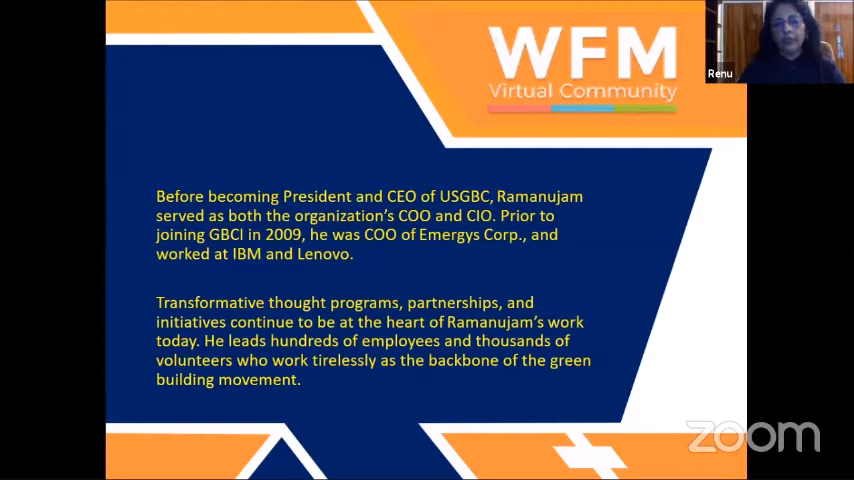 WFM
Virtual Community
Renu
Before becoming President and CEO of USGBC, Ramanujam
served as both the organization's COO and CIO. Prior to
joining GBCI in 2009, he was COO of Emergys Corp., and
worked at IBM and Lenovo.
Transformative thought programs, partnerships, and
initiatives continue to be at the heart of Ramanujam's work
today. He leads hundreds of employees and thousands of
volunteers who work tirelessly as the backbone of the green
building movement.
zoom